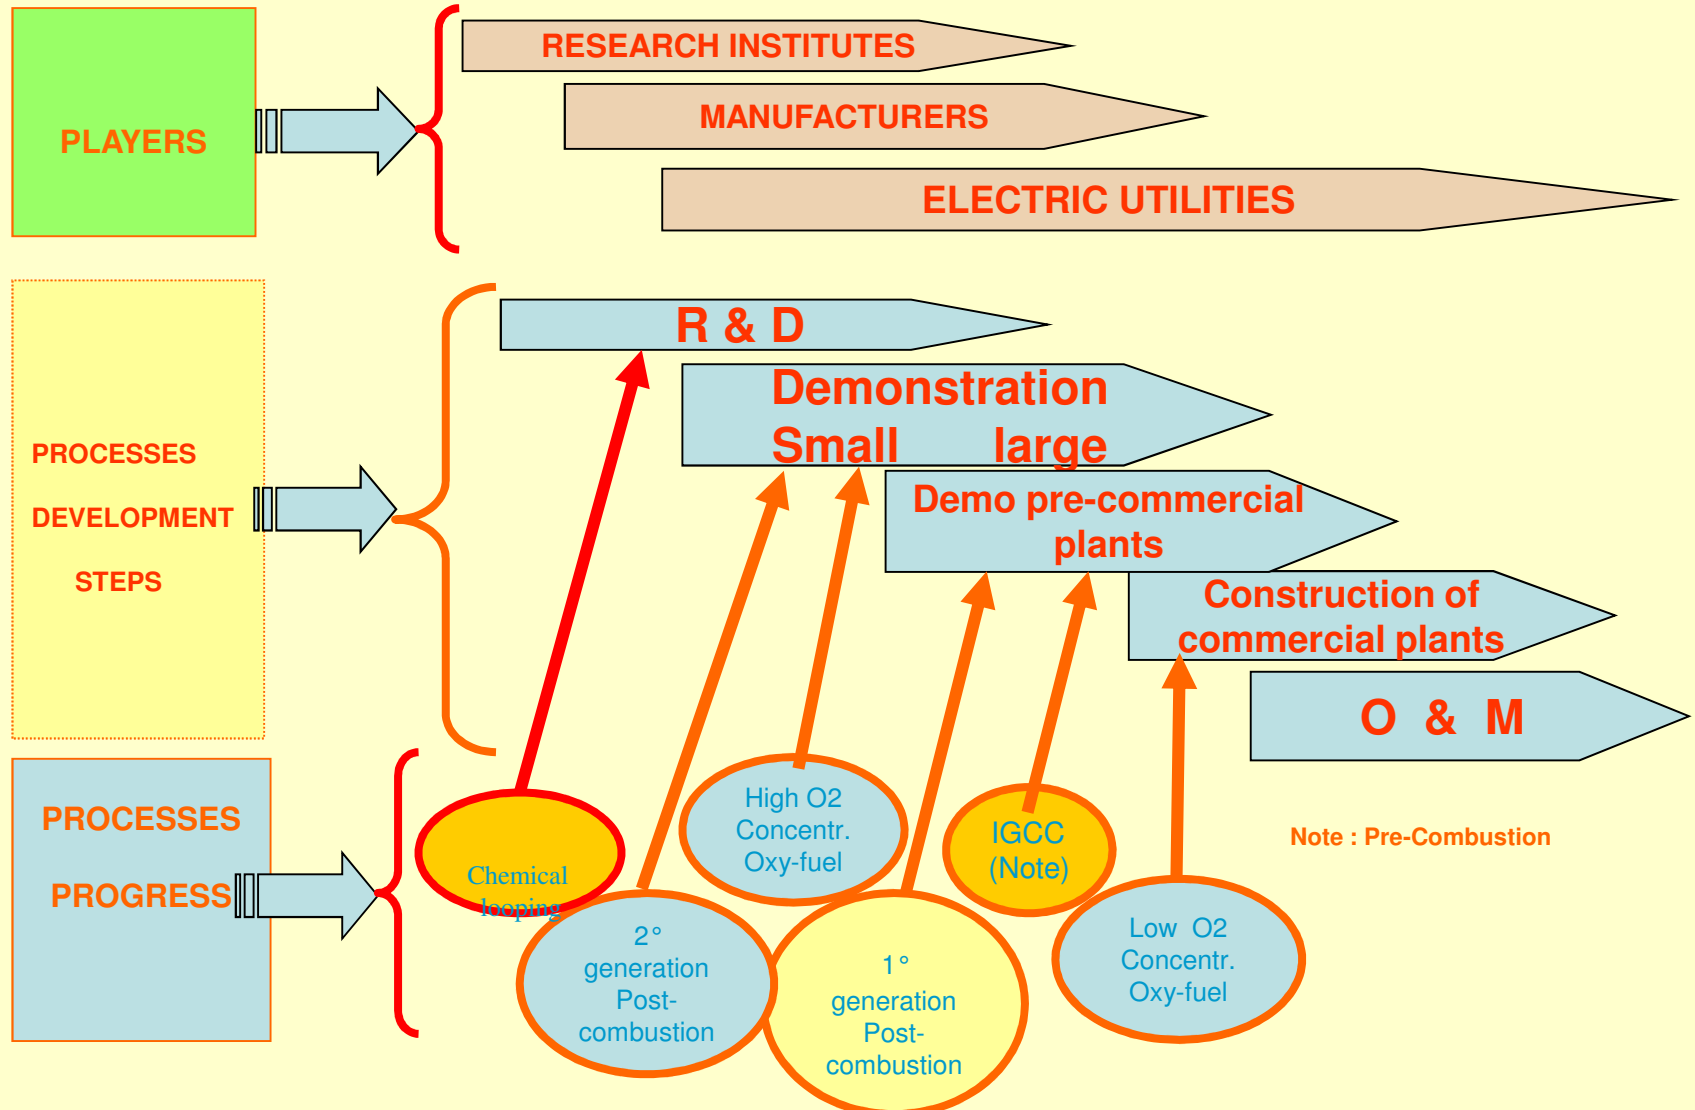 PLAYERS
RESEARCH INSTITUTES
MANUFACTURERS
ELECTRIC UTILITIES
PROCESSES
DEVELOPMENT
STEPS
R & D
Demonstration
Small large
Demo pre-commercial
plants
Construction of
commercial plants
O & M
PROCESSES
PROGRESS
Chemical
looping
2°
generation
Post-
combustion
High O2
Concentr.
Oxy-fuel
1°
generation
Post-
combustion
IGCC
(Note)
Low O2
Concentr.
Oxy-fuel
Note : Pre-Combustion